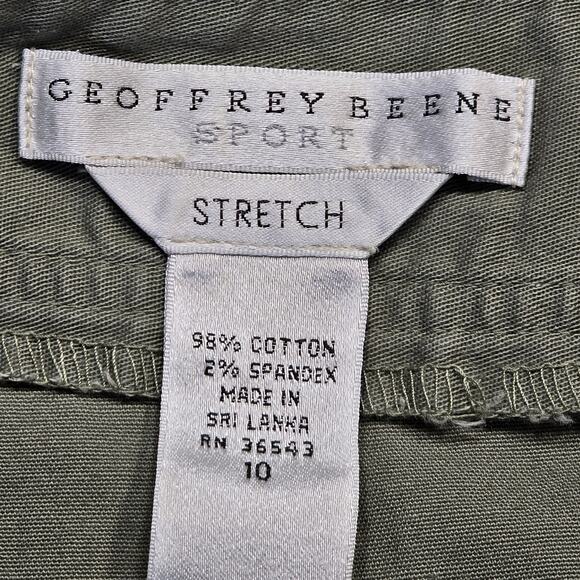 GEOFFREY BEENE
SPORT
STRETCH
98% COTTON
2% SPANDEX
MADE IN
SRI LANKA
RN 36543
10